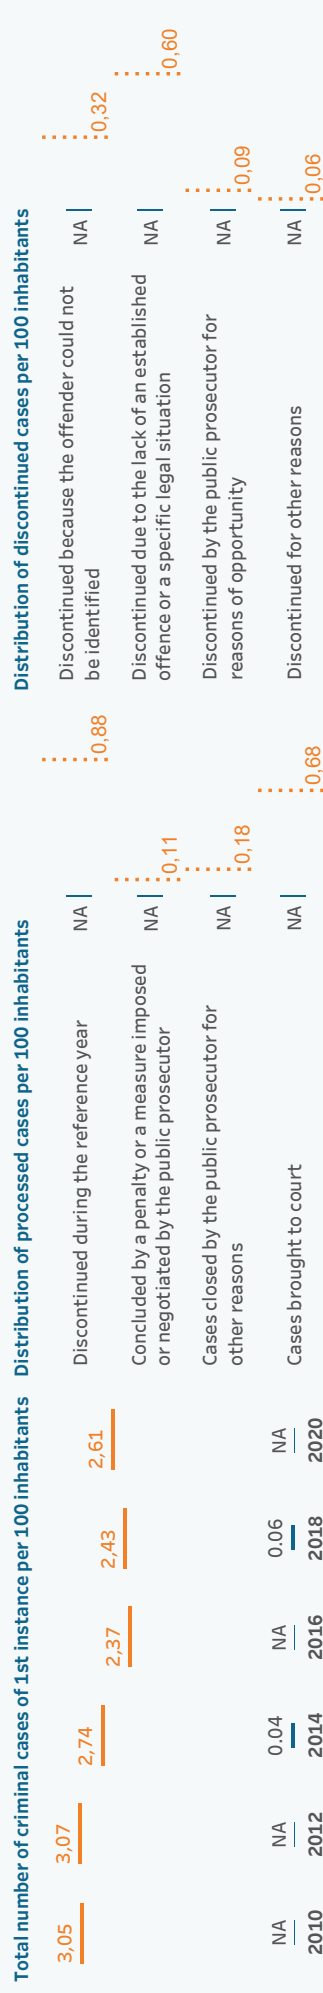 Total number of criminal cases of 1st instance per 100 inhabitants
3,05
3,07
2,74
2,37
2,43
2,61
NA
NA
0.04
NA
0.06
NA
2010
2012
2014
2016
2018
2020
Distribution of processed cases per 100 inhabitants
Discontinued during the reference year
NA
0,88
Concluded by a penalty or a measure imposed
or negotiated by the public prosecutor
NA
0,11
Cases closed by the public prosecutor for
other reasons
NA
0,18
Cases brought to court
NA
0,68
Distribution of discontinued cases per 100 inhabitants
Discontinued because the offender could not
be identified
NA
0,32
Discontinued due to the lack of an established
offence or a specific legal situation
NA
0,60
Discontinued by the public prosecutor for
reasons of opportunity
NA
0,09
Discontinued for other reasons
NA
0,06